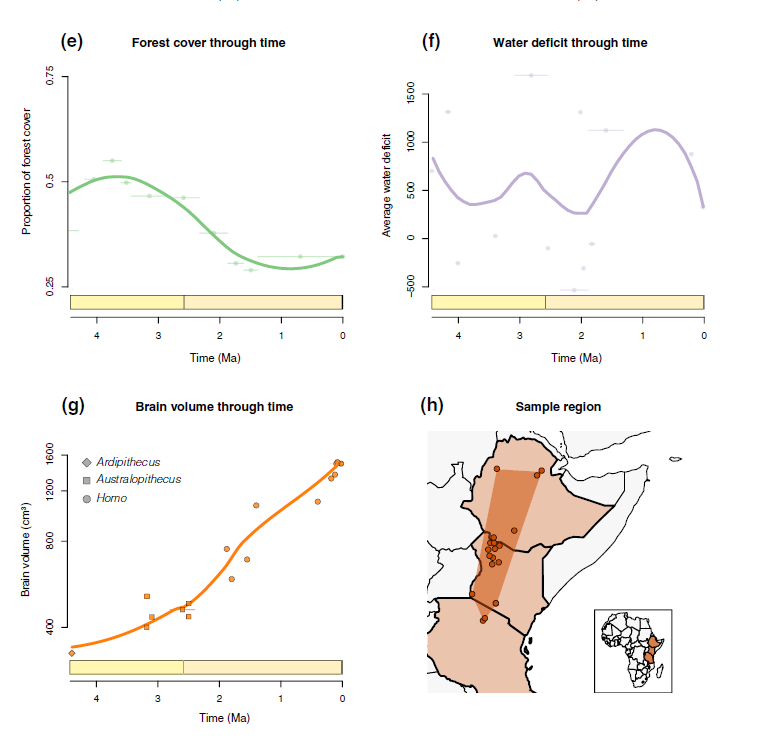 (e) Forest cover through time
0.75
0.5
0.25
Proportion of forest cover
4 3 2 1 0
Time (Ma)
(f) Water deficit through time
1500
1000
500
0
−500
Average water deficit
4 3 2 1 0
Time (Ma)
(g) Brain volume through time
1600
1200
800
400
Brain volume (cm³)
Ardipithecus
Australopithecus
Homo
4 3 2 1 0
Time (Ma)
(h) Sample region